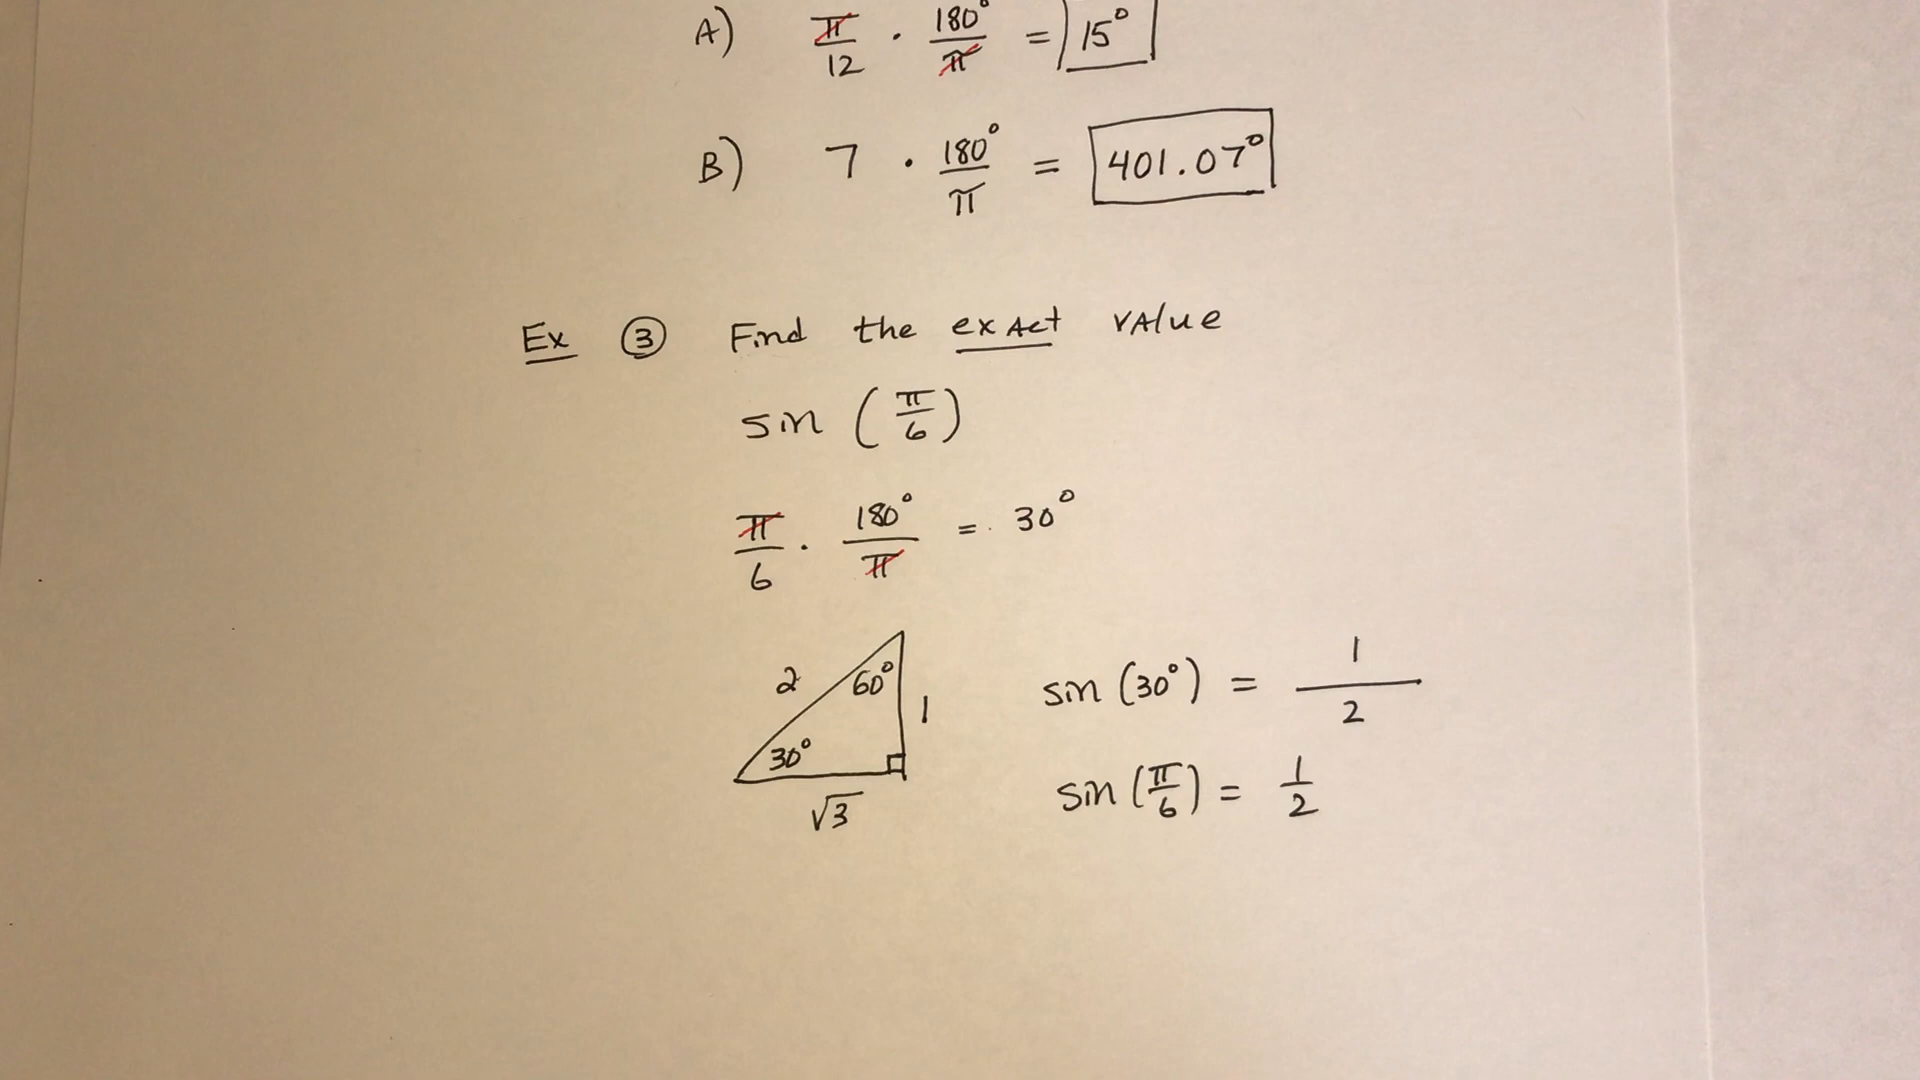 A) π/12 · 180°/π = 15°
B) 7 · 180°/π = 401.07°
Ex ③ Find the exact value
sin (π/6)
π/6 · 180°/π = 30°
2 60° 1
30°
√3
sin (30°) = 1/2
sin (π/6) = 1/2